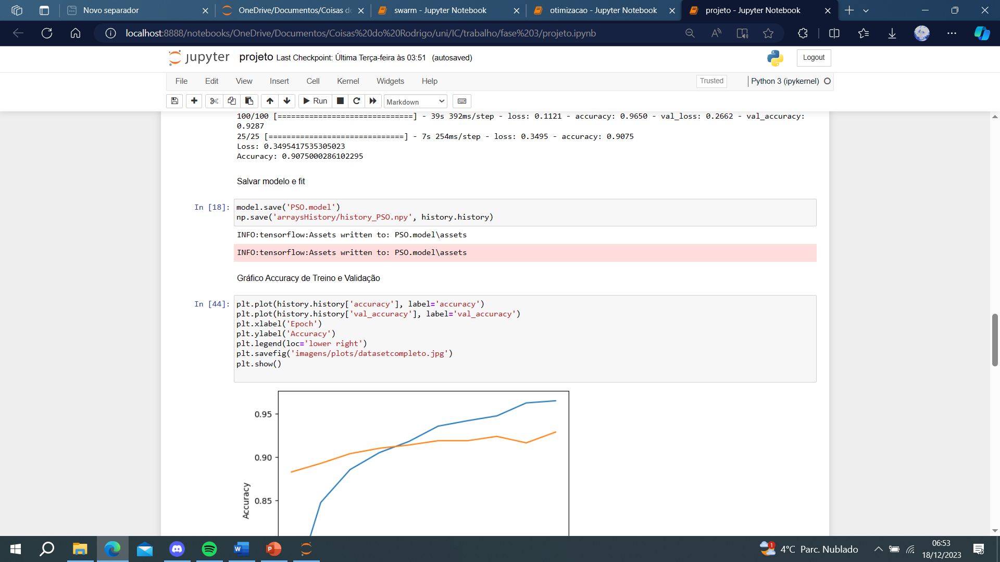 Novo separador
OneDrive/Documentos/Coisas d
swarm - Jupyter Notebook
otimizacao - Jupyter Notebook
projeto - Jupyter Notebook
localhost:8888/notebooks/OneDrive/Documentos/Coisas%20do%20Rodrigo/uni/IC/trabalho/fase%203/projeto.ipynb
jupyter projeto Last Checkpoint: Última Terça-feira às 03:51 (autosaved)
Logout
File Edit View Insert Cell Kernel Widgets Help
Trusted
Python 3 (ipykernel)
Run
Markdown
100/100 [==============================] - 39s 392ms/step - loss: 0.1121 - accuracy: 0.9650 - val_loss: 0.2662 - val_accuracy:
0.9287
25/25 [==============================] - 7s 254ms/step - loss: 0.3495 - accuracy: 0.9075
Loss: 0.3495417535305023
Accuracy: 0.9075000286102295
Salvar modelo e fit
In [18]:
model.save('PSO.model')
np.save('arraysHistory/history_PSO.npy', history.history)
INFO:tensorflow:Assets written to: PSO.model\assets
INFO:tensorflow:Assets written to: PSO.model\assets
Gráfico Accuracy de Treino e Validação
In [44]:
plt.plot(history.history['accuracy'], label='accuracy')
plt.plot(history.history['val_accuracy'], label='val_accuracy')
plt.xlabel('Epoch')
plt.ylabel('Accuracy')
plt.legend(loc='lower right')
plt.savefig('imagens/plots/datasetcompleto.jpg')
plt.show()
0.95
0.90
0.85
Accuracy
1
4°C Parc. Nublado
06:53
18/12/2023